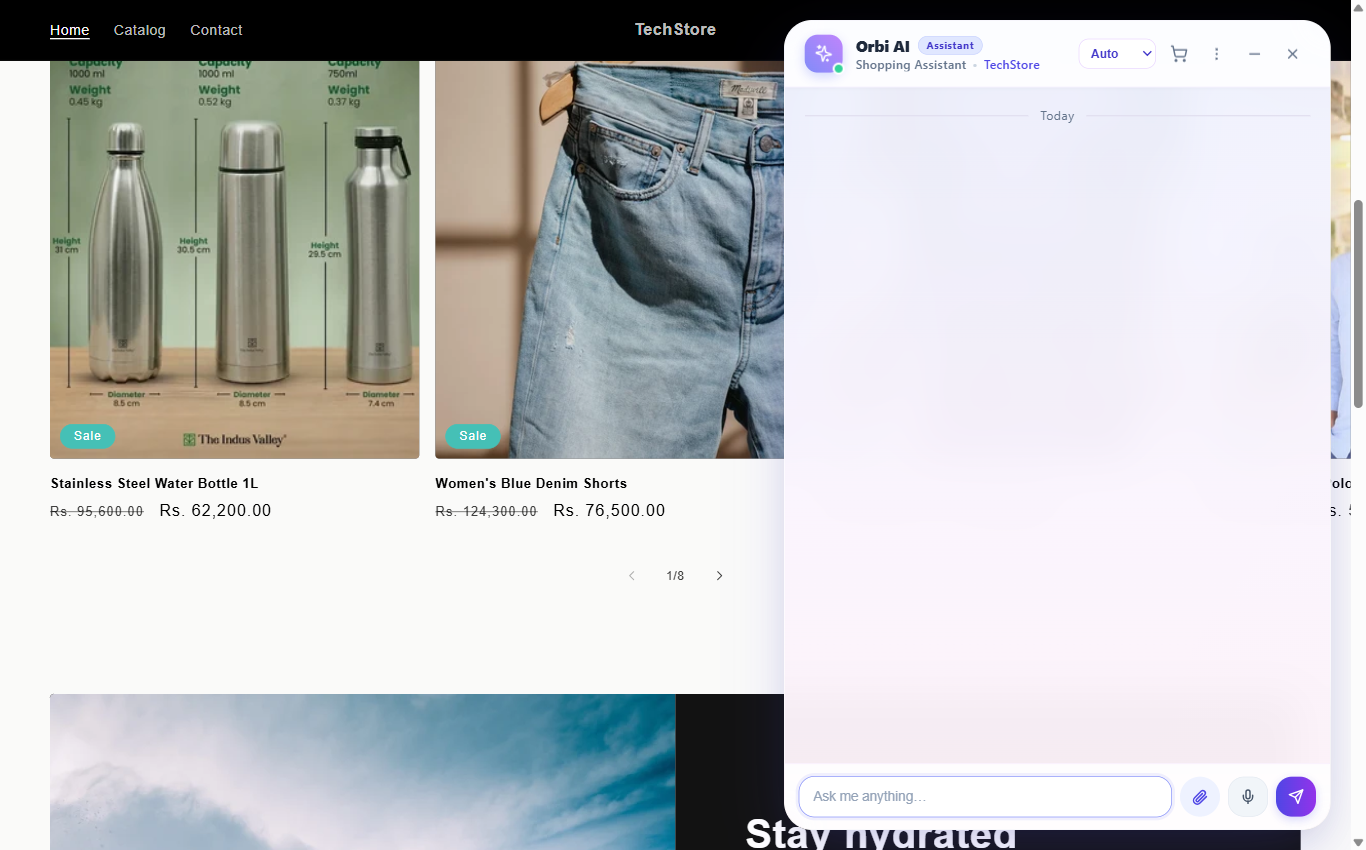 Home
Catalog
Contact
TechStore
Capacity
1000 ml
Weight
0.45 kg
Capacity
1000 ml
Weight
0.52 kg
Capacity
750ml
Weight
0.37 kg
Height
31 cm
Height
30.5 cm
Height
29.5 cm
Diameter
8.5 cm
Diameter
8.5 cm
Diameter
7.4 cm
The Indus Valley
Sale
Madewell
Sale
Stainless Steel Water Bottle 1L
Rs. 95,600.00 Rs. 62,200.00
Women's Blue Denim Shorts
Rs. 124,300.00 Rs. 76,500.00
1/8
Stay hydrated
Orbi AI
Assistant
Shopping Assistant • TechStore
Auto
Today
Ask me anything...